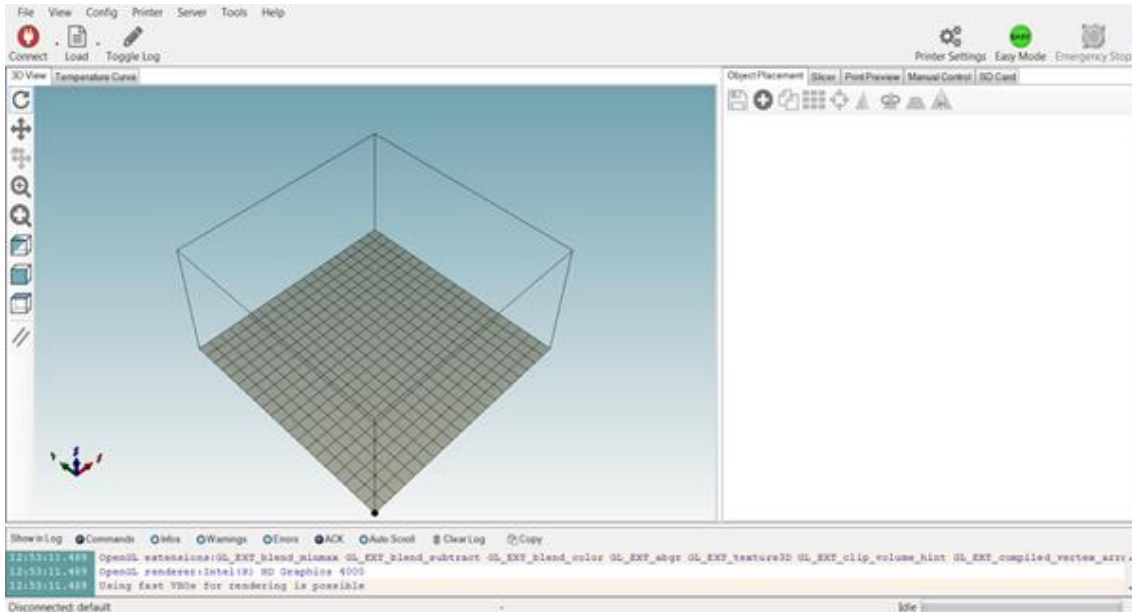 File View Config Printer Server Tools Help
Connect Load Toggle Log Printer Settings Easy Mode Emergency Stop
EASY
3D View Temperature Curve Object Placement Slicer Print Preview Manual Control SD Card
Show in Log Commands Infos Warnings Errors ACK Auto Scroll Clear Log Copy
12:53:11.489 OpenGL extensions:GL_EXT_blend_minmax GL_EXT_blend_subtract GL_EXT_blend_color GL_EXT_abgr GL_EXT_texture3D GL_EXT_clip_volume_hint GL_EXT_compiled_vertex_arr
12:53:11.489 OpenGL renderer:Intel(R) HD Graphics 4000
12:53:11.489 Using fast VBOs for rendering is possible
Disconnected: default - Idle